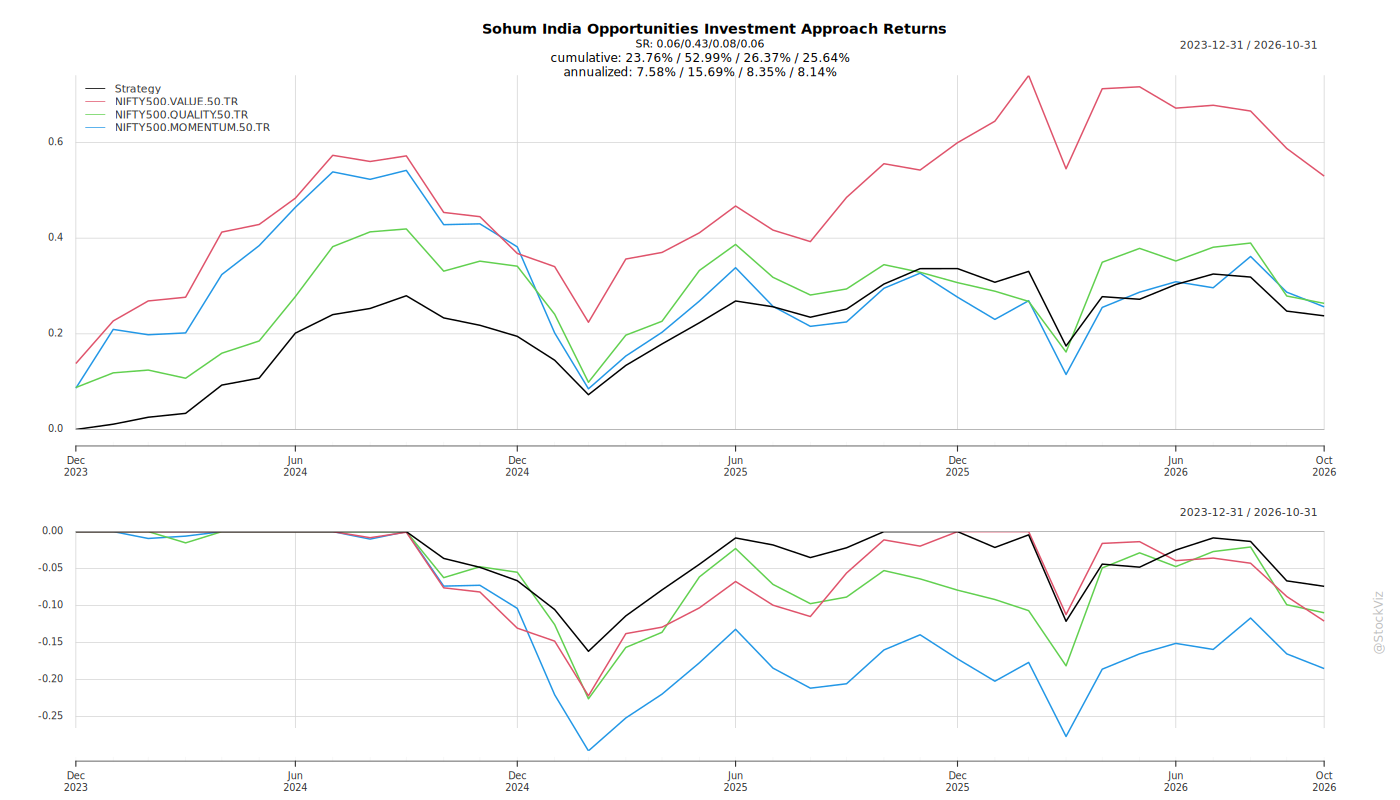 Sohum India Opportunities Investment Approach Returns
SR: 0.06/0.43/0.08/0.06
cumulative: 23.76% / 52.99% / 26.37% / 25.64%
annualized: 7.58% / 15.69% / 8.35% / 8.14%
2023-12-31 / 2026-10-31
Strategy
NIFTY500.VALUE.50.TR
NIFTY500.QUALITY.50.TR
NIFTY500.MOMENTUM.50.TR
0.6
0.4
0.2
0.0
Dec Jun Dec Jun Dec Jun Oct
2023 2024 2024 2025 2025 2026 2026
2023-12-31 / 2026-10-31
0.00
-0.05
-0.10
-0.15
-0.20
-0.25
Dec Jun Dec Jun Dec Jun Oct
2023 2024 2024 2025 2025 2026 2026
@StockViz